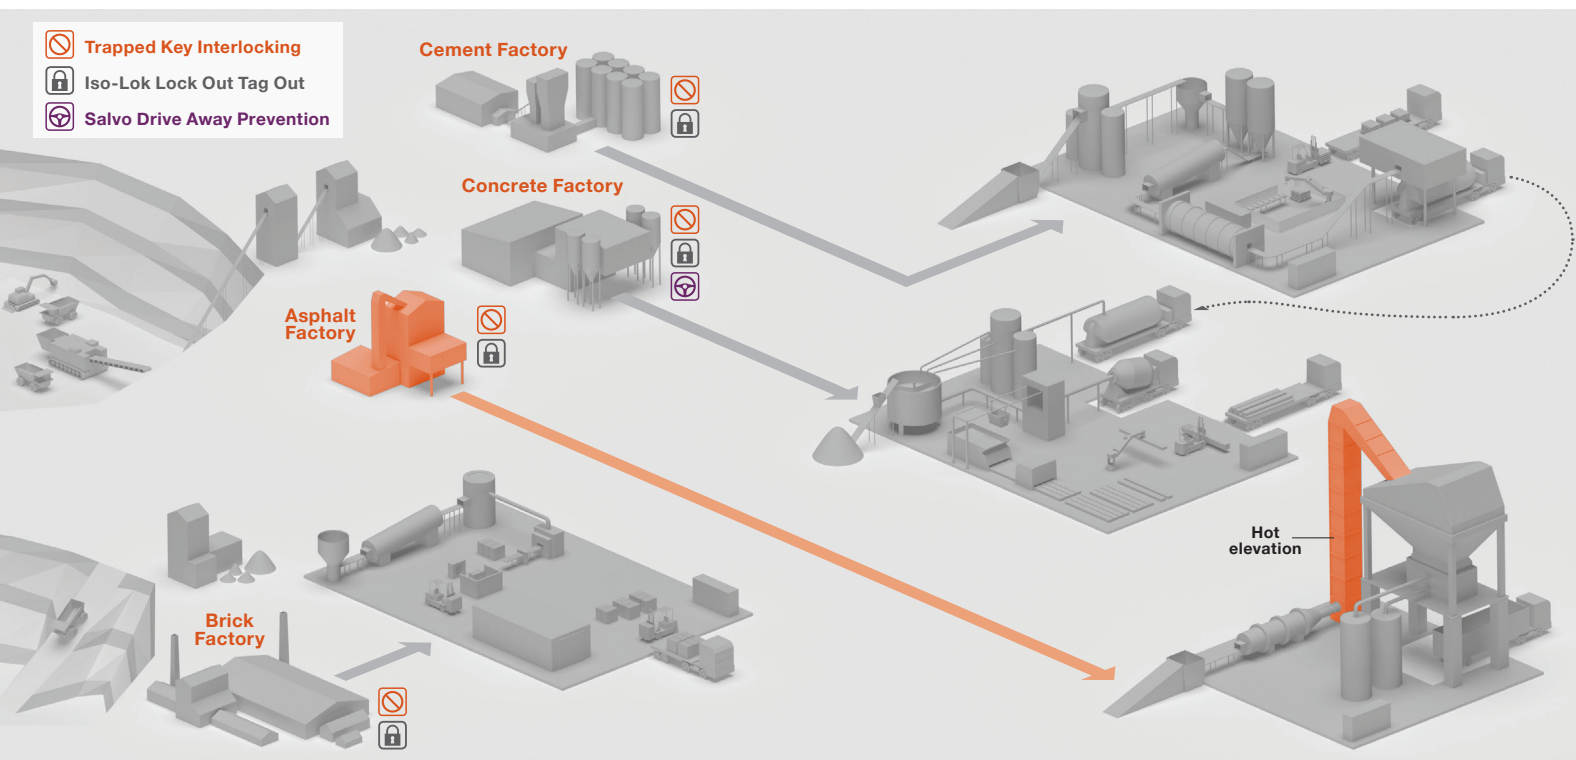 Trapped Key Interlocking
Iso-Lok Lock Out Tag Out
Salvo Drive Away Prevention
Cement Factory
Concrete Factory
Asphalt
Factory
Hot
elevation
Brick
Factory